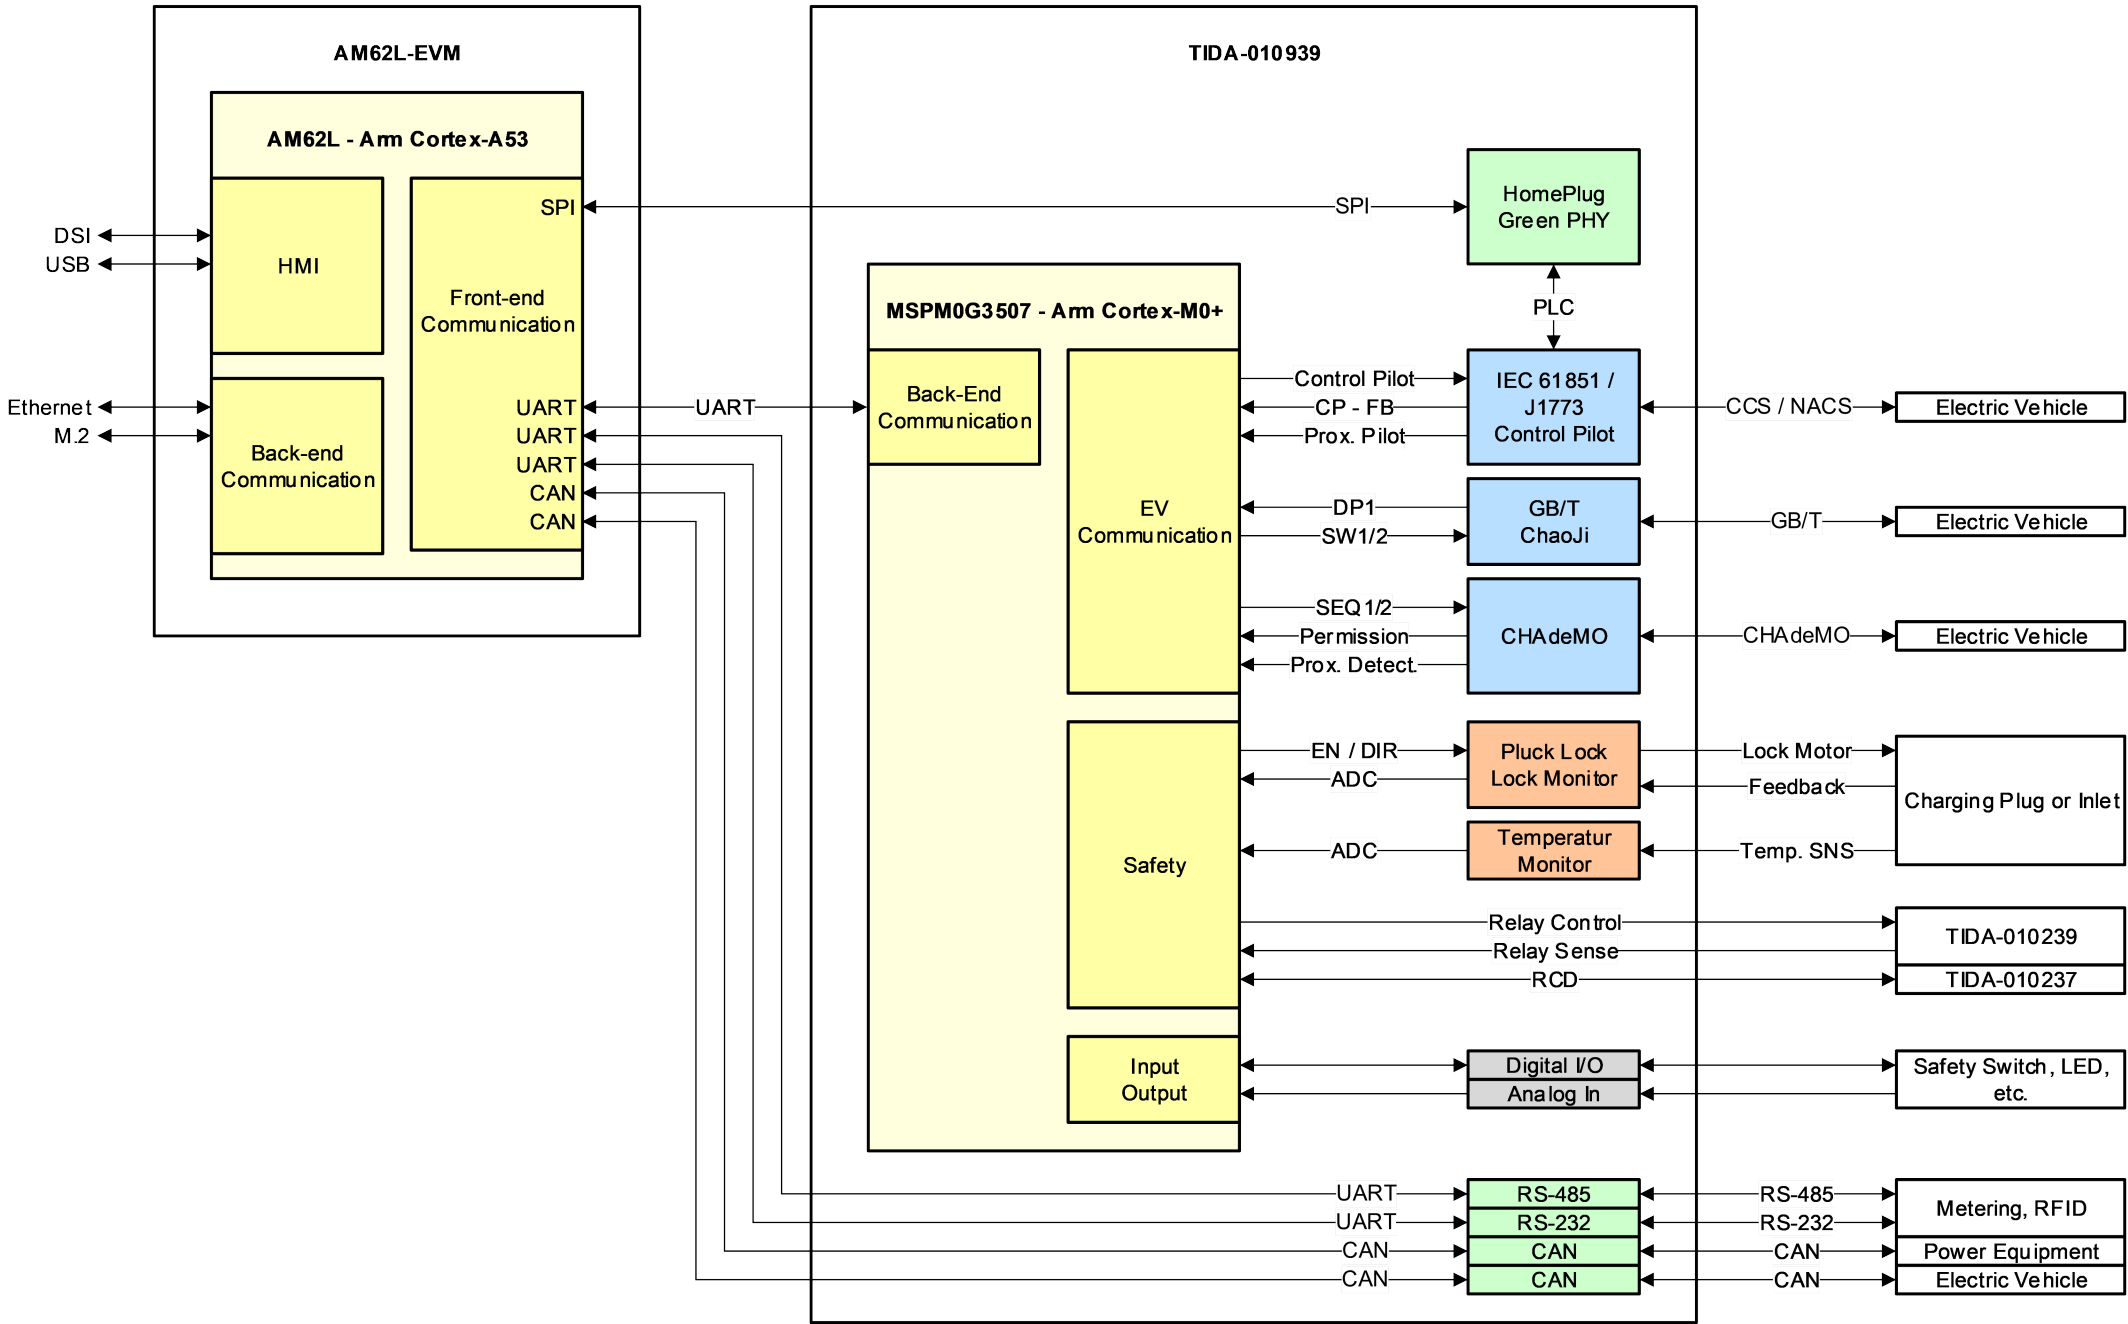 AM62L-EVM
AM62L - Arm Cortex-A53
DSI
USB
HMI
Ethernet
M.2
Back-end
Communication
Front-end
Communication
SPI
UART
UART
UART
CAN
CAN
UART
TIDA-010939
SPI
HomePlug
Green PHY
PLC
MSPM0G3507 - Arm Cortex-M0+
Back-End
Communication
EV
Communication
Control Pilot
CP - FB
Prox. Pilot
IEC 61851 /
J1773
Control Pilot
CCS / NACS
Electric Vehicle
DP1
SW1/2
GB/T
ChaoJi
GB/T
Electric Vehicle
SEQ1/2
Permission
Prox. Detect.
CHAdeMO
CHAdeMO
Electric Vehicle
Safety
EN / DIR
ADC
Pluck Lock
Lock Monitor
Lock Motor
Feedback
Charging Plug or Inlet
ADC
Temperatur
Monitor
Temp. SNS
Relay Control
Relay Sense
TIDA-010239
RCD
TIDA-010237
Input
Output
Digital I/O
Analog In
Safety Switch, LED,
etc.
UART
RS-485
RS-485
UART
RS-232
RS-232
Metering, RFID
CAN
CAN
CAN
Power Equipment
CAN
CAN
CAN
Electric Vehicle